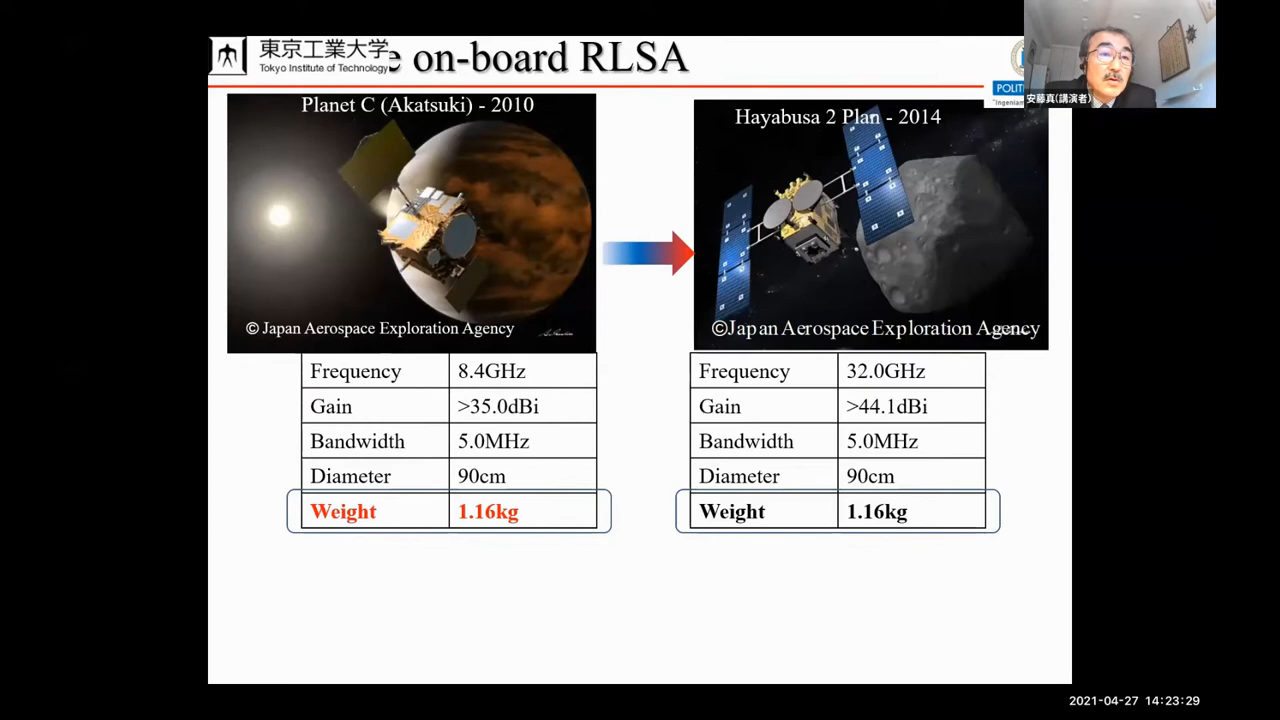 東京工業大学
Tokyo Institute of Technology
e on-board RLSA
POLIT
"Ingeniam
安藤真(講演者)
Planet C (Akatsuki) - 2010
© Japan Aerospace Exploration Agency
Frequency 8.4GHz
Gain >35.0dBi
Bandwidth 5.0MHz
Diameter 90cm
Weight 1.16kg
Hayabusa 2 Plan - 2014
©Japan Aerospace Exploration Agency
Frequency 32.0GHz
Gain >44.1dBi
Bandwidth 5.0MHz
Diameter 90cm
Weight 1.16kg
2021-04-27 14:23:29